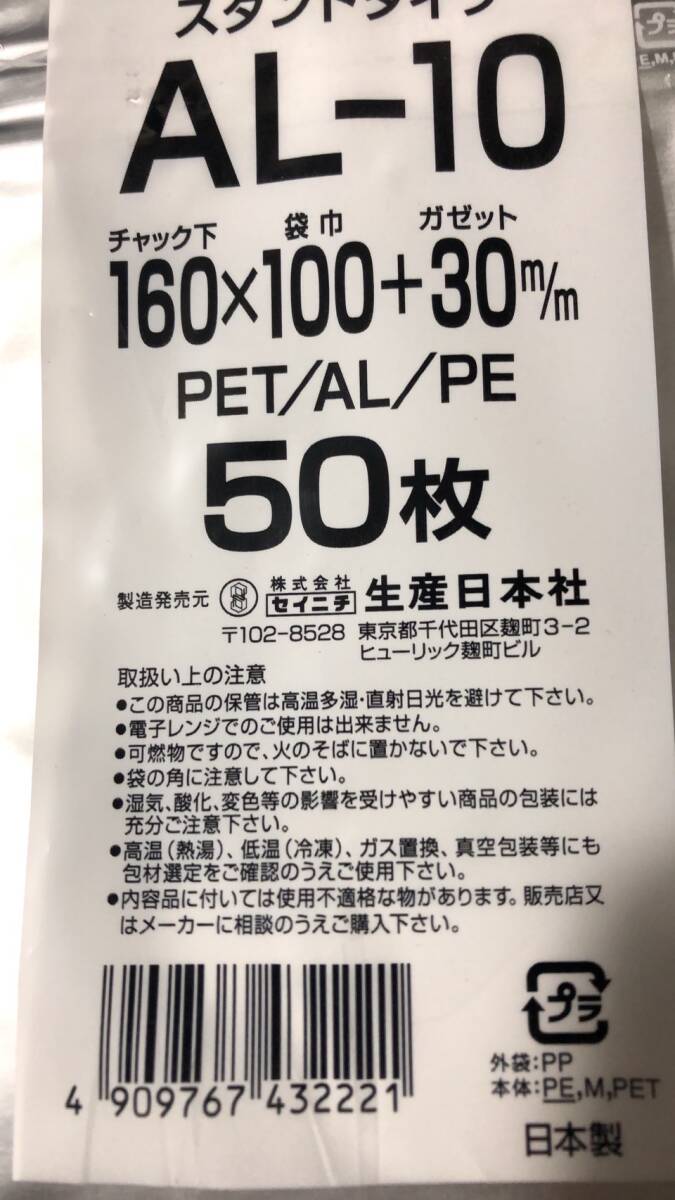 スタンドタイプ
AL-10
チャック下 袋巾 ガゼット
160×100+30m/m
PET/AL/PE
50枚
製造発売元 株式会社 セイニチ 生産日本社
〒102-8528 東京都千代田区麹町3-2
ヒューリック麹町ビル
取扱い上の注意
●この商品の保管は高温多湿・直射日光を避けて下さい。
●電子レンジでのご使用は出来ません。
●可燃物ですので、火のそばに置かないで下さい。
●袋の角に注意して下さい。
●湿気、酸化、変色等の影響を受けやすい商品の包装には
充分ご注意下さい。
●高温(熱湯)、低温(冷凍)、ガス置換、真空包装等にも
包材選定をご確認のうえご使用下さい。
●内容品に付いては使用不適格な物があります。販売店又
はメーカーに相談のうえご購入下さい。
4 909767 432221
プラ
外袋:PP
本体:PE,M,PET
日本製
プラ
E,M,